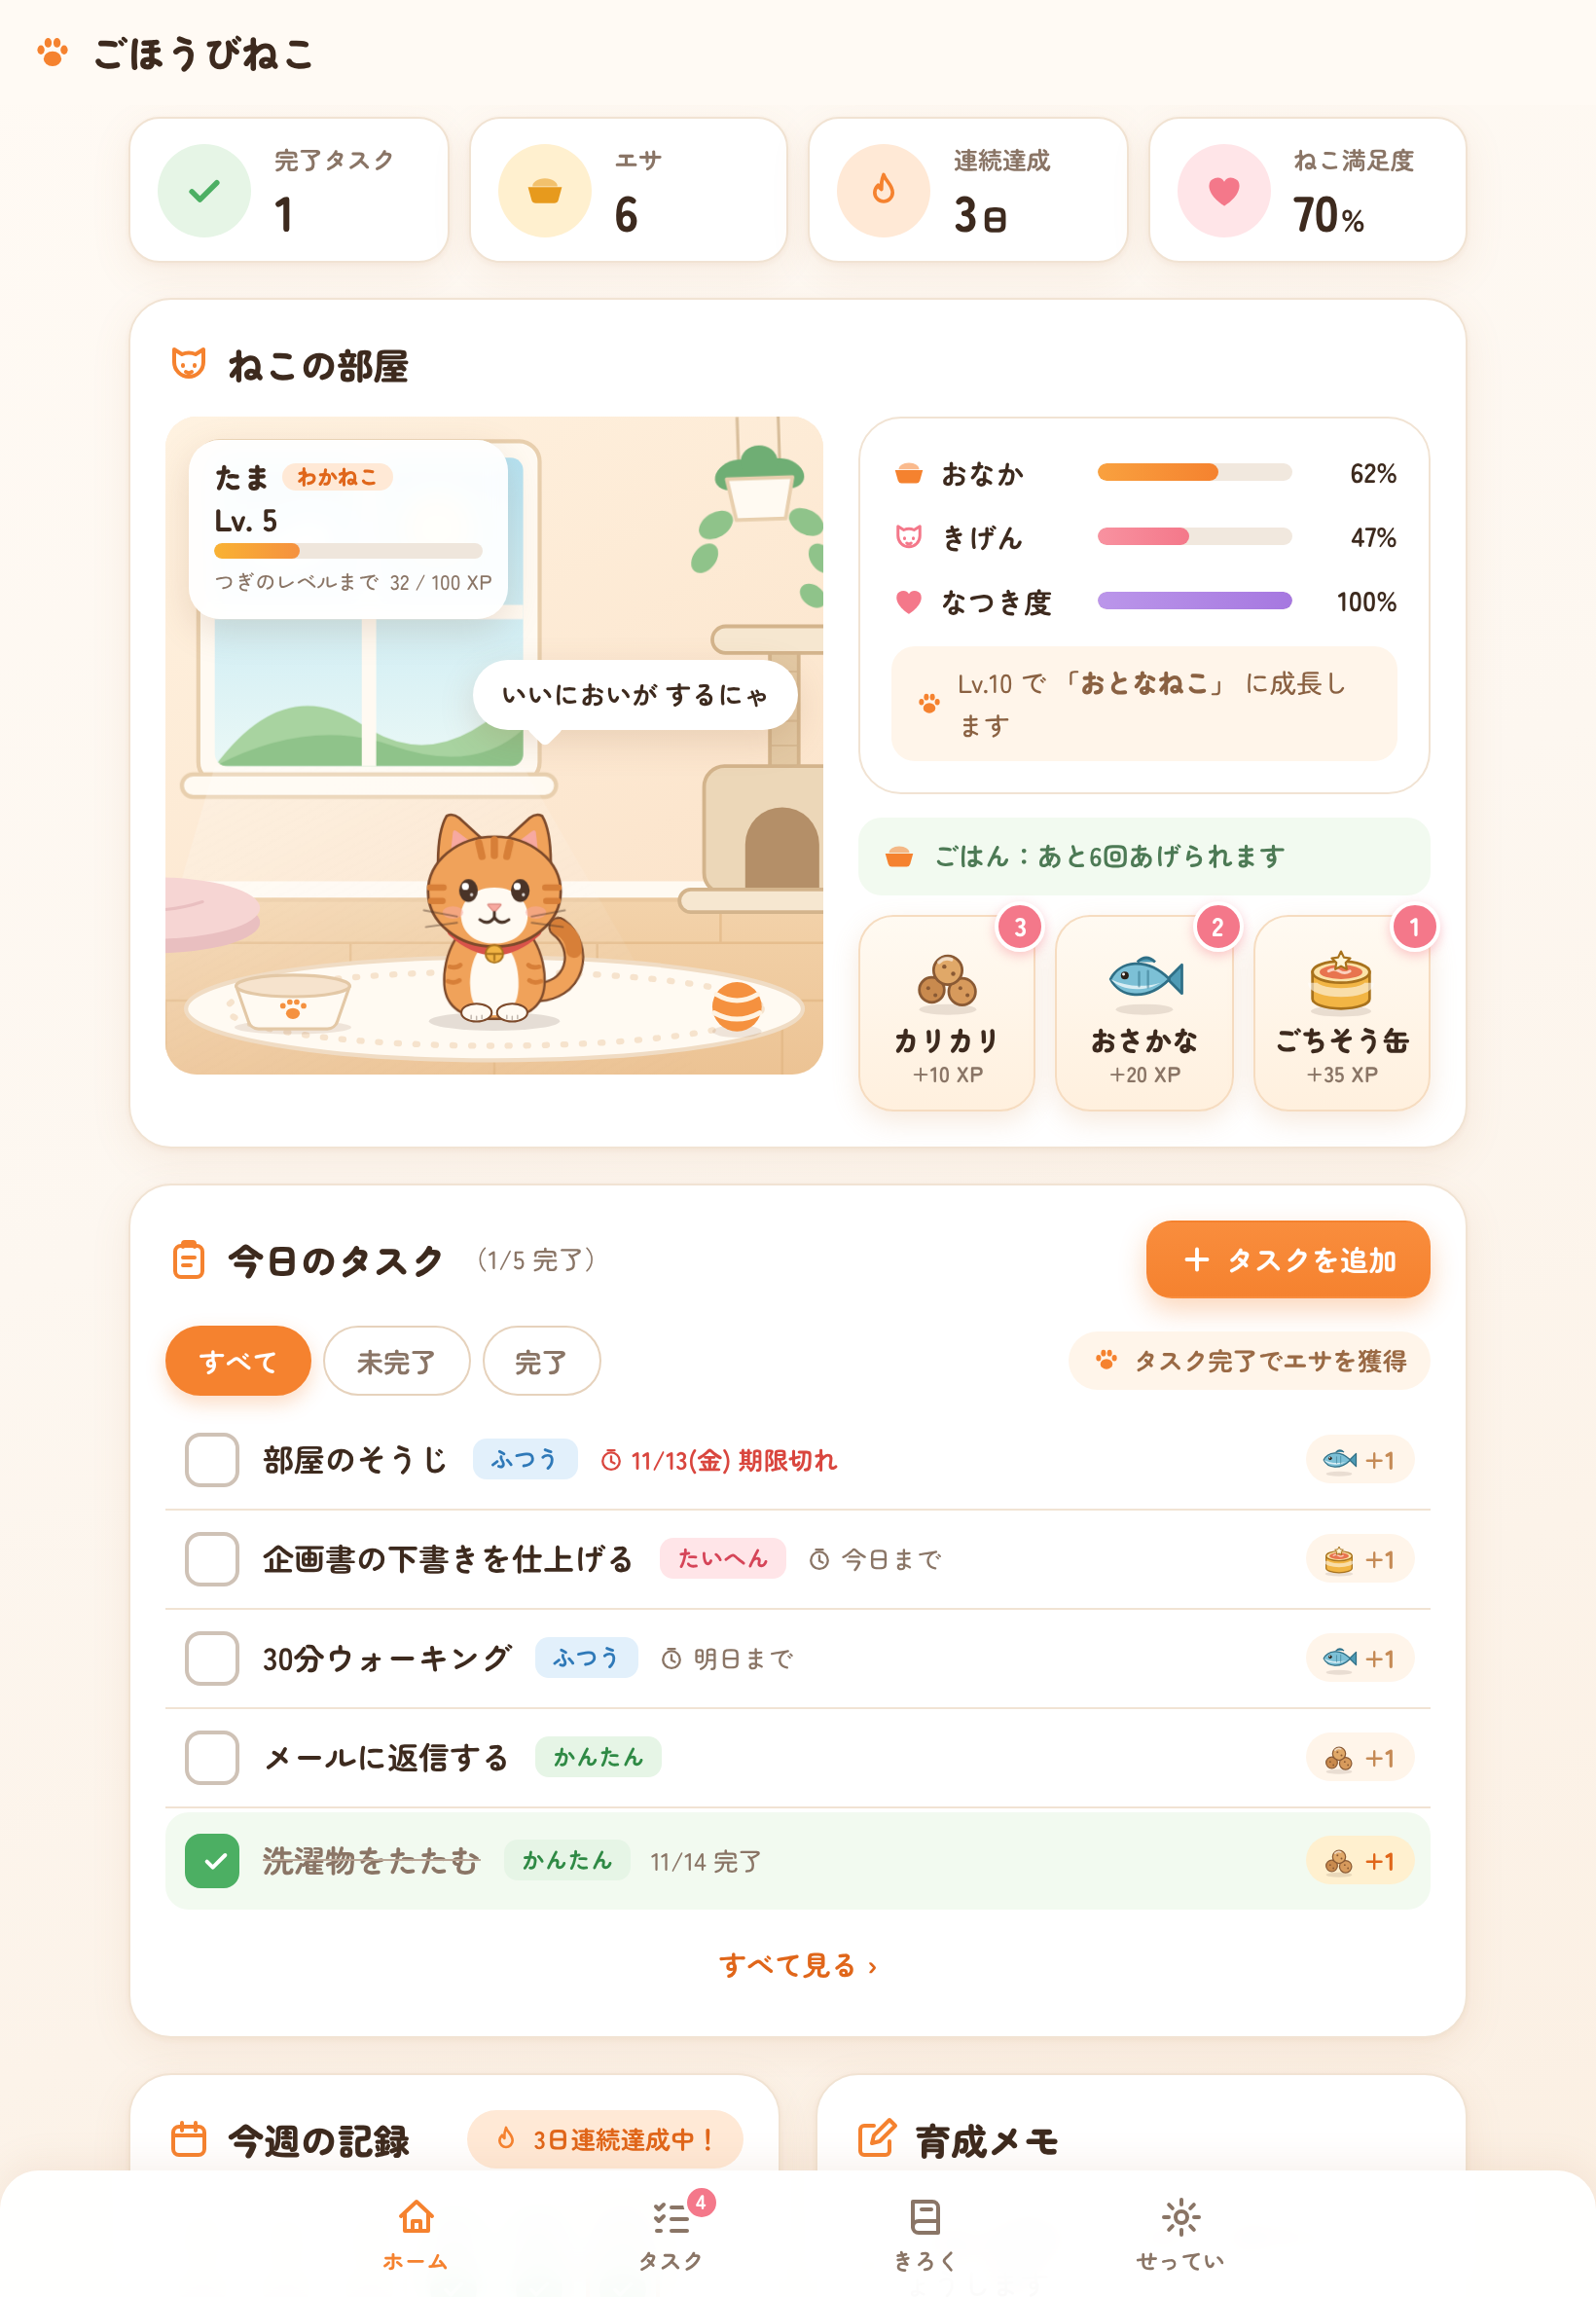 ごほうびねこ
完了タスク
1
エサ
6
連続達成
3日
ねこ満足度
70%
ねこの部屋
たま わかねこ
Lv. 5
つぎのレベルまで 32 / 100 XP
いいにおいが するにゃ
おなか 62%
きげん 47%
なつき度 100%
Lv.10 で 「おとなねこ」 に成長し
ます
ごはん：あと6回あげられます
3
カリカリ
+10 XP
2
おさかな
+20 XP
1
ごちそう缶
+35 XP
今日のタスク （1/5 完了）
+ タスクを追加
すべて 未完了 完了
タスク完了でエサを獲得
部屋のそうじ ふつう 11/13(金) 期限切れ +1
企画書の下書きを仕上げる たいへん 今日まで +1
30分ウォーキング ふつう 明日まで +1
メールに返信する かんたん +1
洗濯物をたたむ かんたん 11/14 完了 +1
すべて見る ›
今週の記録 3日連続達成中！
育成メモ
ホーム
4
タスク
きろく
せってい